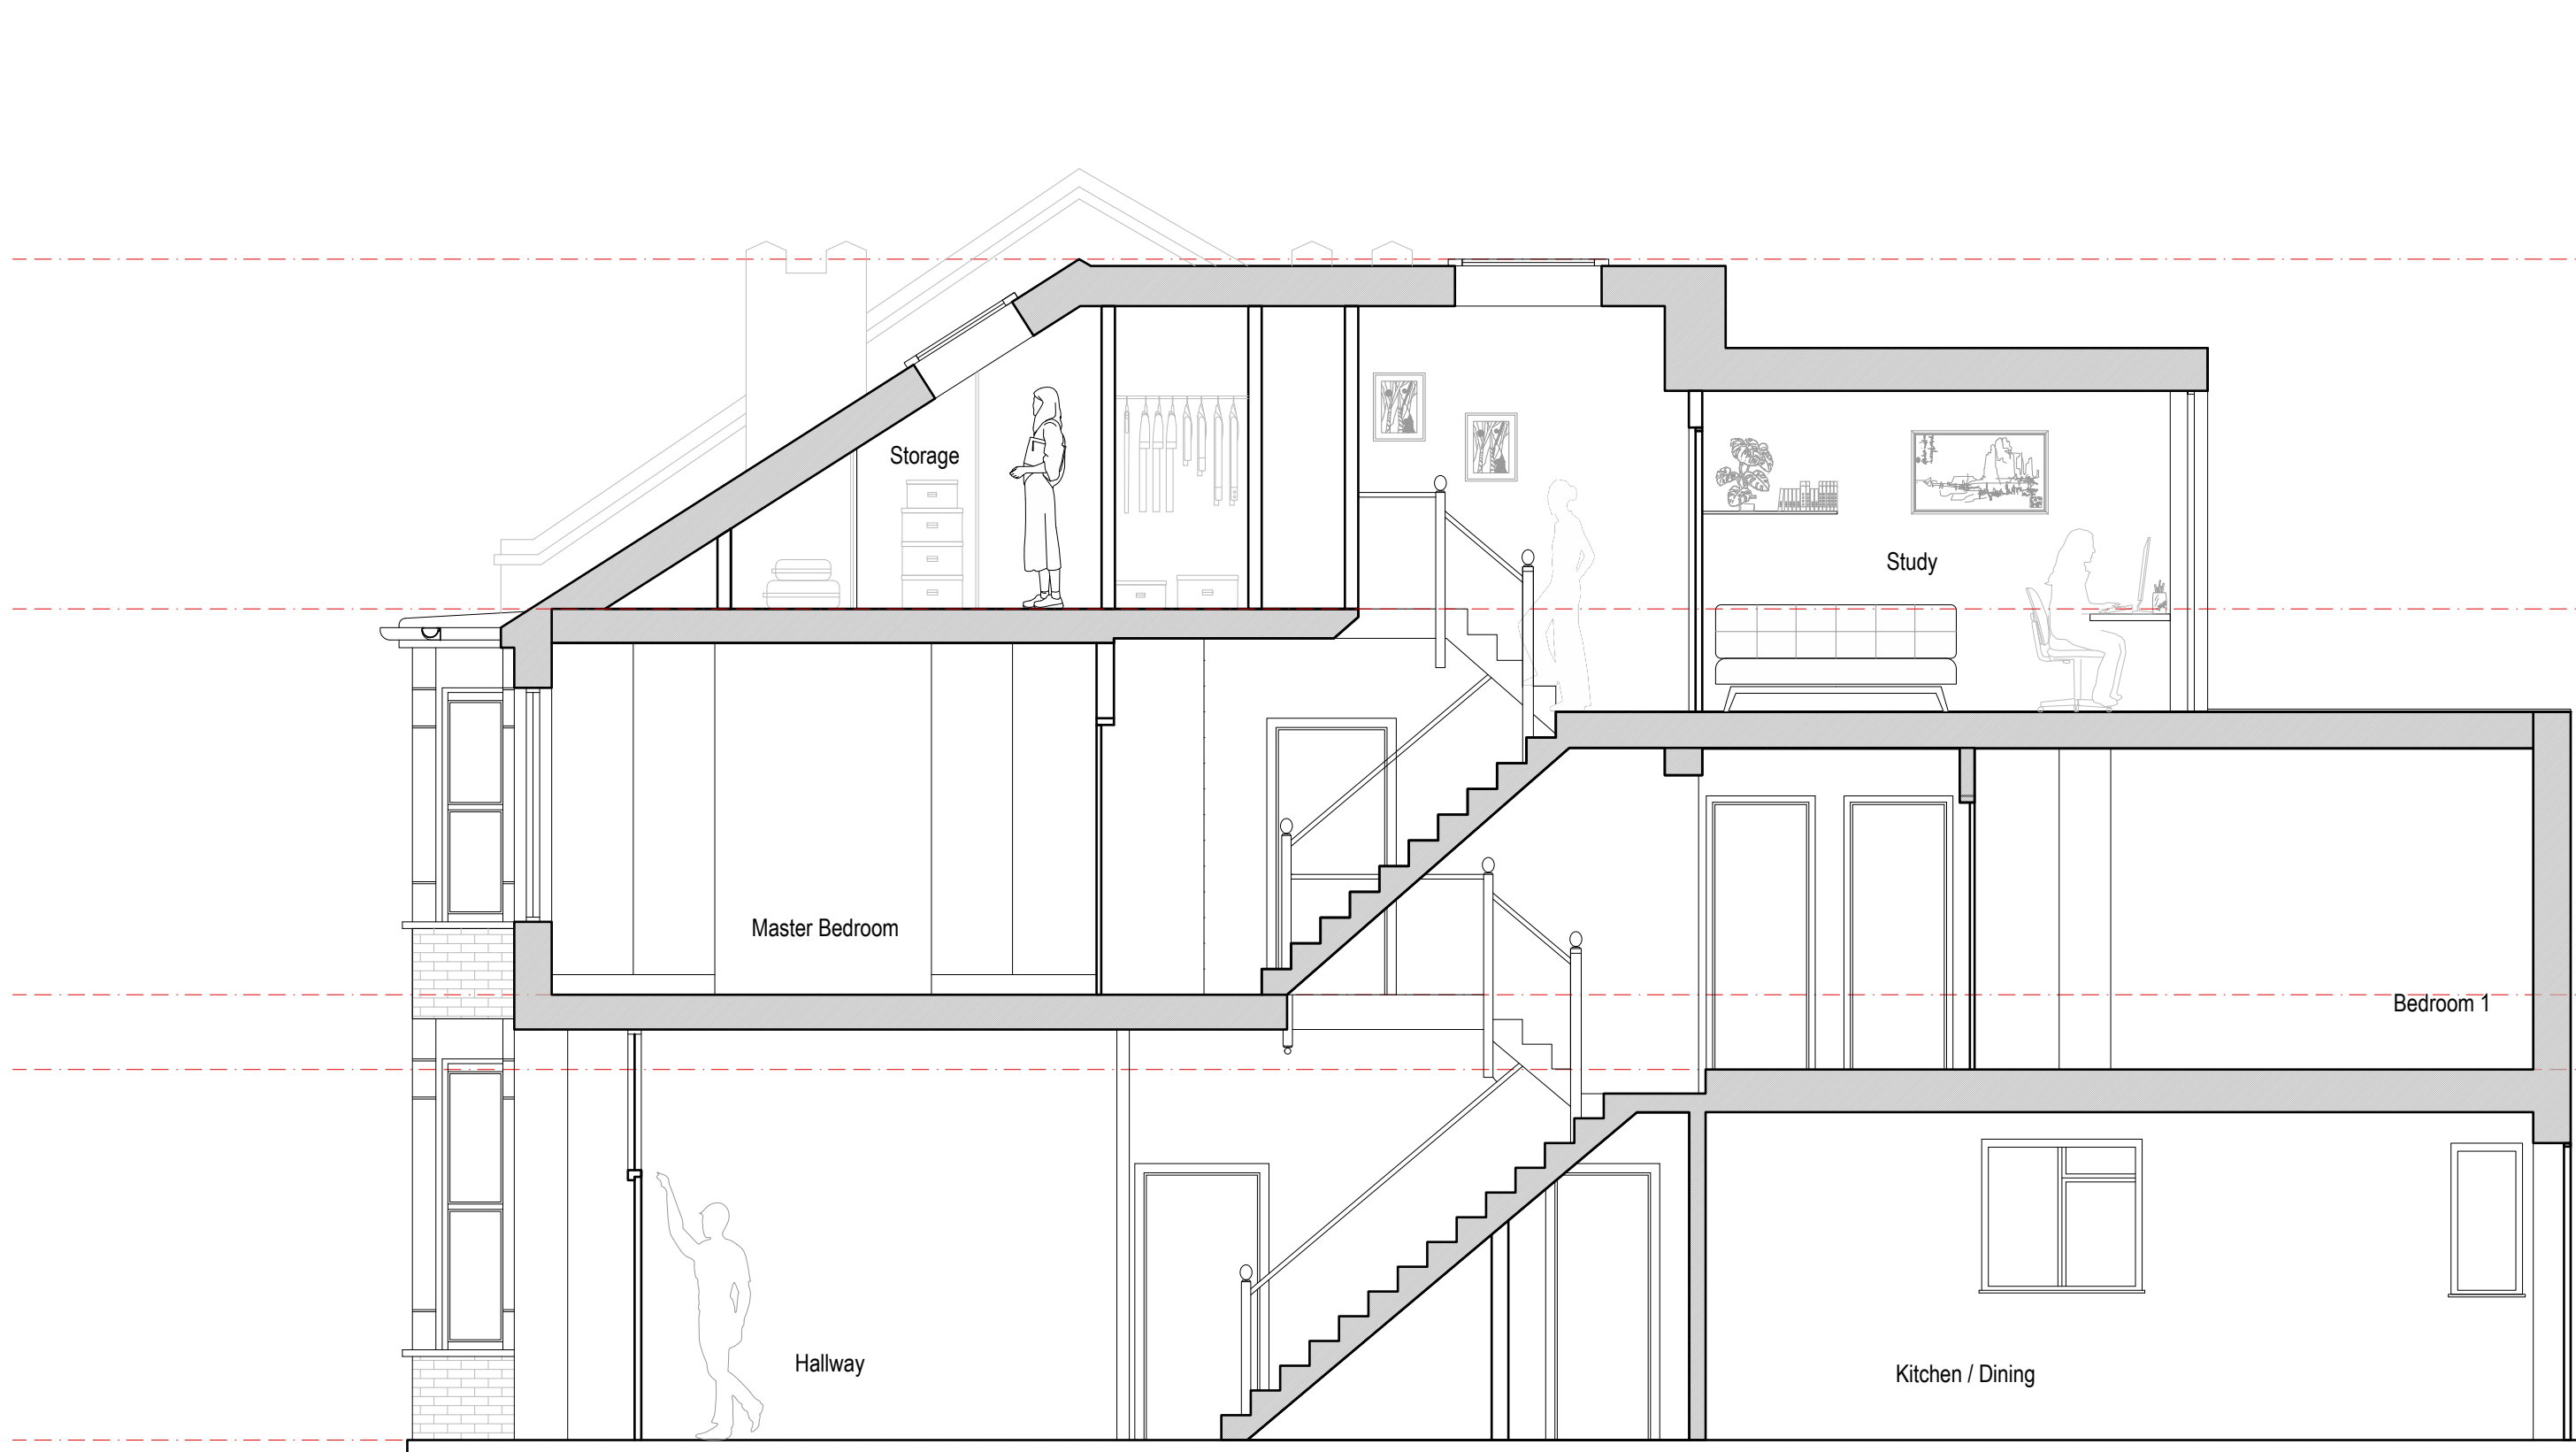 Storage
Study
Master Bedroom
Bedroom 1
Hallway
Kitchen / Dining